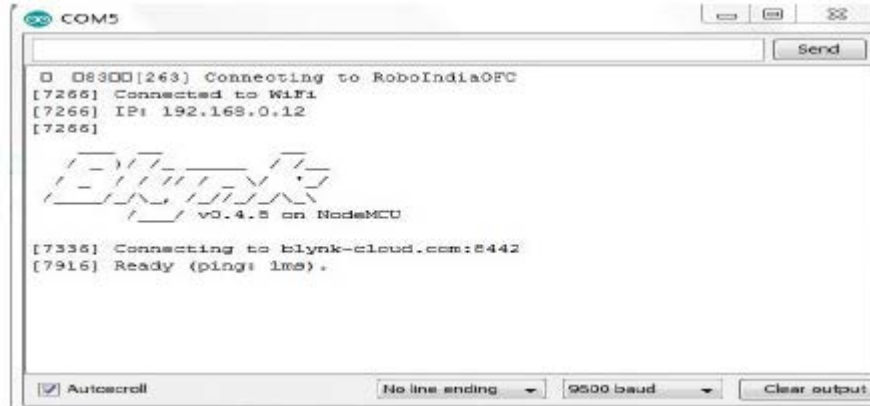 COM5
Send
[263] Connecting to RoboIndiaOFC
[7266] Connected to WiFi
[7266] IP: 192.168.0.12
[7266]
Blynk
v0.4.8 on NodeMCU
[7336] Connecting to blynk-cloud.com:8442
[7916] Ready (ping: 1ms).
Autoscroll
No line ending
9600 baud
Clear output